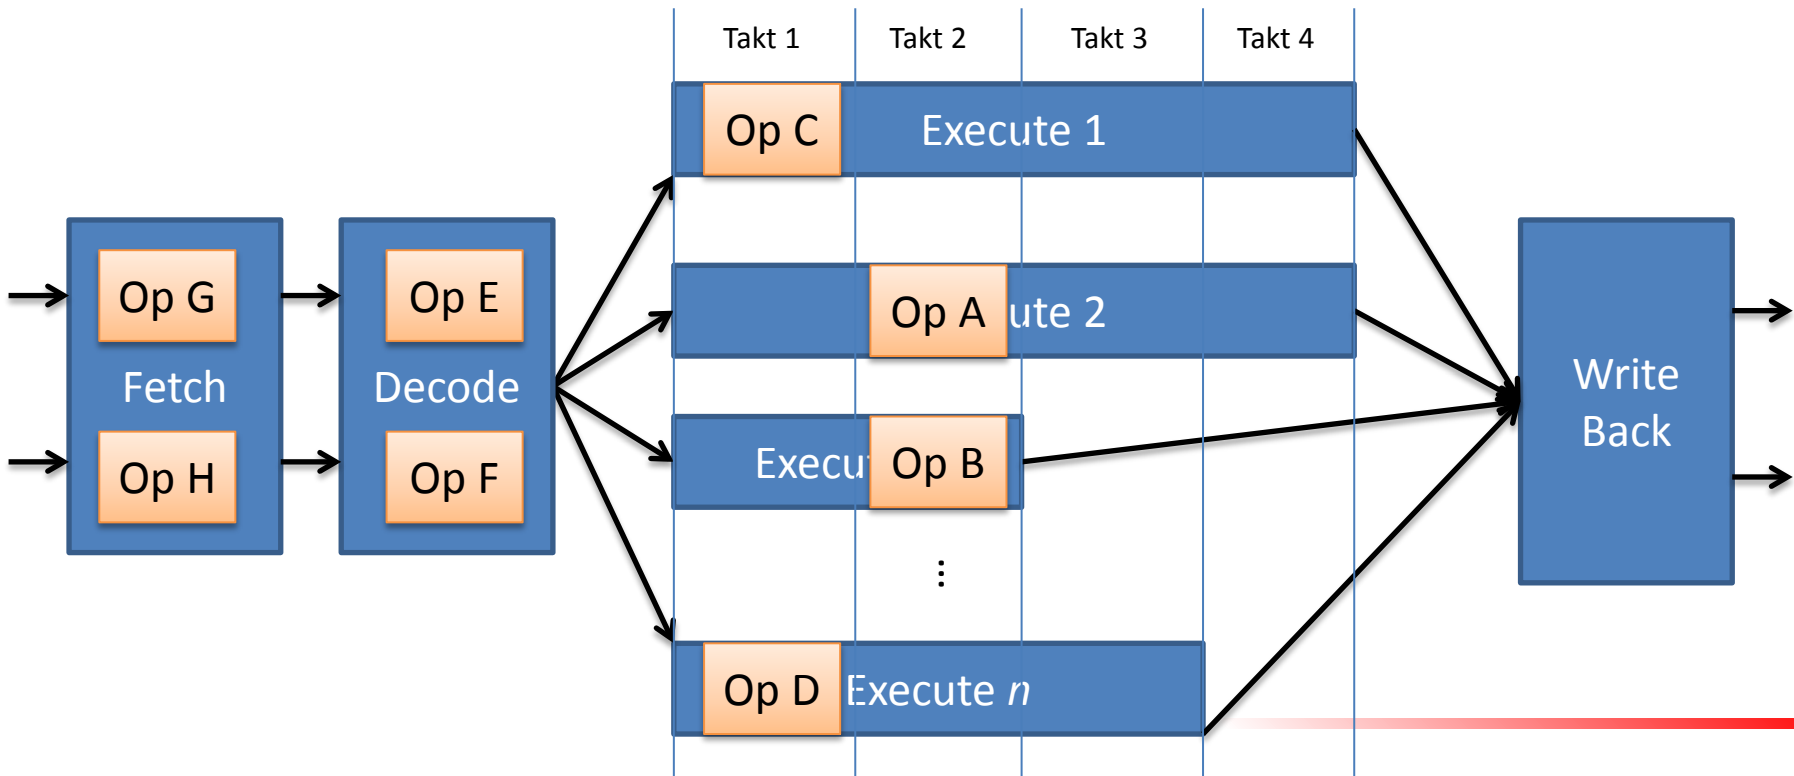 Takt 1
Takt 2
Takt 3
Takt 4
Op C
Execute 1
Op G
Op E
Op A
ute 2
Fetch
Decode
Write
Back
Op H
Op F
Execu
Op B
...
Op D
Execute n